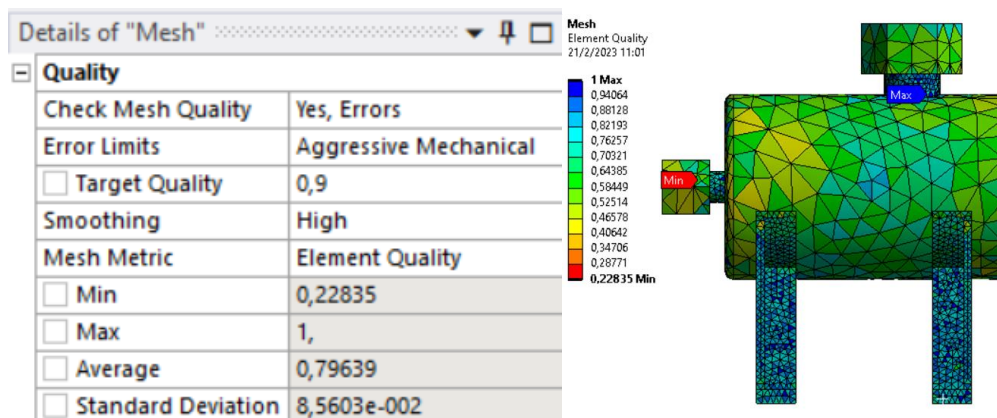 Details of "Mesh"
Quality
Check Mesh Quality Yes, Errors
Error Limits Aggressive Mechanical
Target Quality 0,9
Smoothing High
Mesh Metric Element Quality
Min 0,22835
Max 1,
Average 0,79639
Standard Deviation 8,5603e-002
Mesh
Element Quality
21/2/2023 11:01
1 Max
0,94064
0,88128
0,82193
0,76257
0,70321
0,64385
0,58449
0,52514
0,46578
0,40642
0,34706
0,28771
0,22835 Min
Max
Min